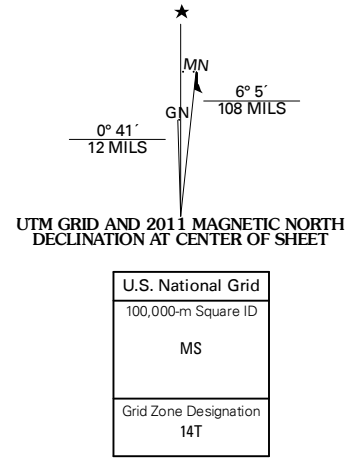 MN
6° 5´
108 MILS
GN
0° 41´
12 MILS
UTM GRID AND 2011 MAGNETIC NORTH
DECLINATION AT CENTER OF SHEET
U.S. National Grid
100,000-m Square ID
MS
Grid Zone Designation
14T